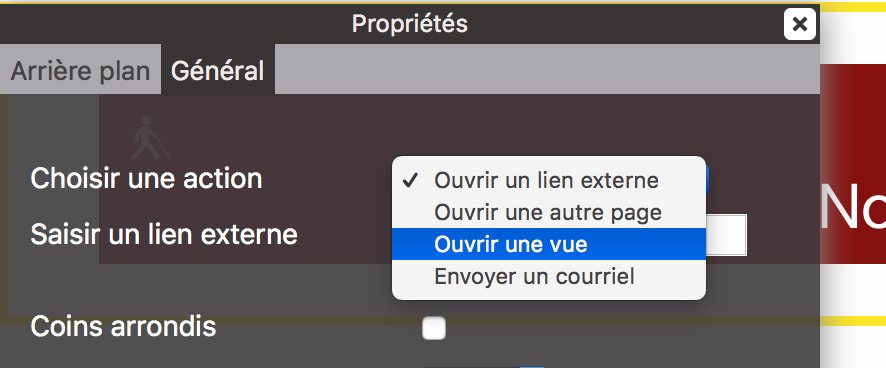 Propriétés
Arrière plan
Général
Choisir une action
✓ Ouvrir un lien externe
Ouvrir une autre page
Saisir un lien externe
Ouvrir une vue
Envoyer un courriel
Coins arrondis
No